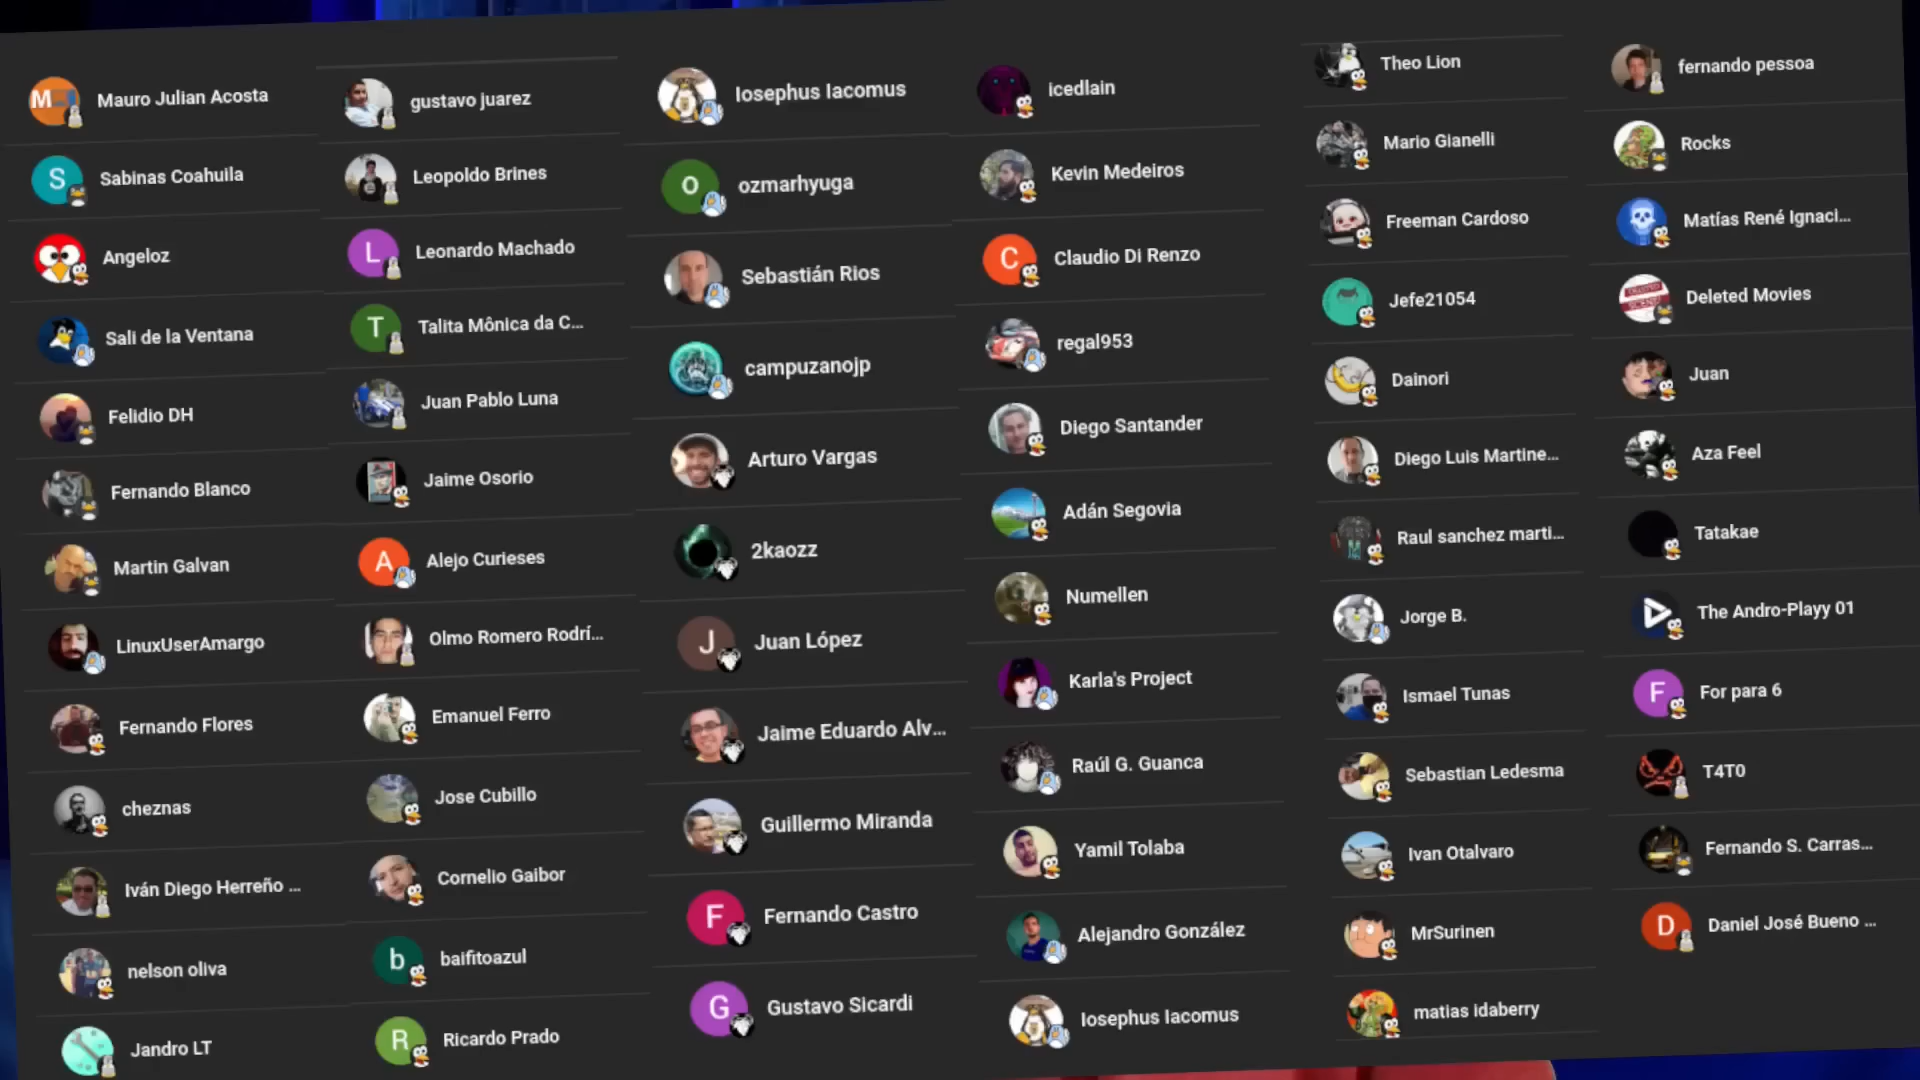 Mauro Julian Acosta
Sabinas Coahuila
Angeloz
Sali de la Ventana
Felidio DH
Fernando Blanco
Martin Galvan
LinuxUserAmargo
Fernando Flores
cheznas
Iván Diego Herreño ...
nelson oliva
Jandro LT
gustavo juarez
Leopoldo Brines
Leonardo Machado
Talita Mônica da C...
Juan Pablo Luna
Jaime Osorio
Alejo Curieses
Olmo Romero Rodrí...
Emanuel Ferro
Jose Cubillo
Cornelio Gaibor
baifitoazul
Ricardo Prado
Iosephus Iacomus
ozmarhyuga
Sebastián Rios
campuzanojp
Arturo Vargas
2kaozz
Juan López
Jaime Eduardo Alv...
Guillermo Miranda
Fernando Castro
Gustavo Sicardi
icedlain
Kevin Medeiros
Claudio Di Renzo
regal953
Diego Santander
Adán Segovia
Numellen
Karla's Project
Raúl G. Guanca
Yamil Tolaba
Alejandro González
Iosephus Iacomus
Theo Lion
Mario Gianelli
Freeman Cardoso
Jefe21054
Dainori
Diego Luis Martine...
Raul sanchez marti...
Jorge B.
Ismael Tunas
Sebastian Ledesma
Ivan Otalvaro
MrSurinen
matias idaberry
fernando pessoa
Rocks
Matías René Ignaci...
Deleted Movies
Juan
Aza Feel
Tatakae
The Andro-Playy 01
For para 6
T4T0
Fernando S. Carras...
Daniel José Bueno ...
M
S
L
T
A
b
R
o
J
F
G
C
F
D